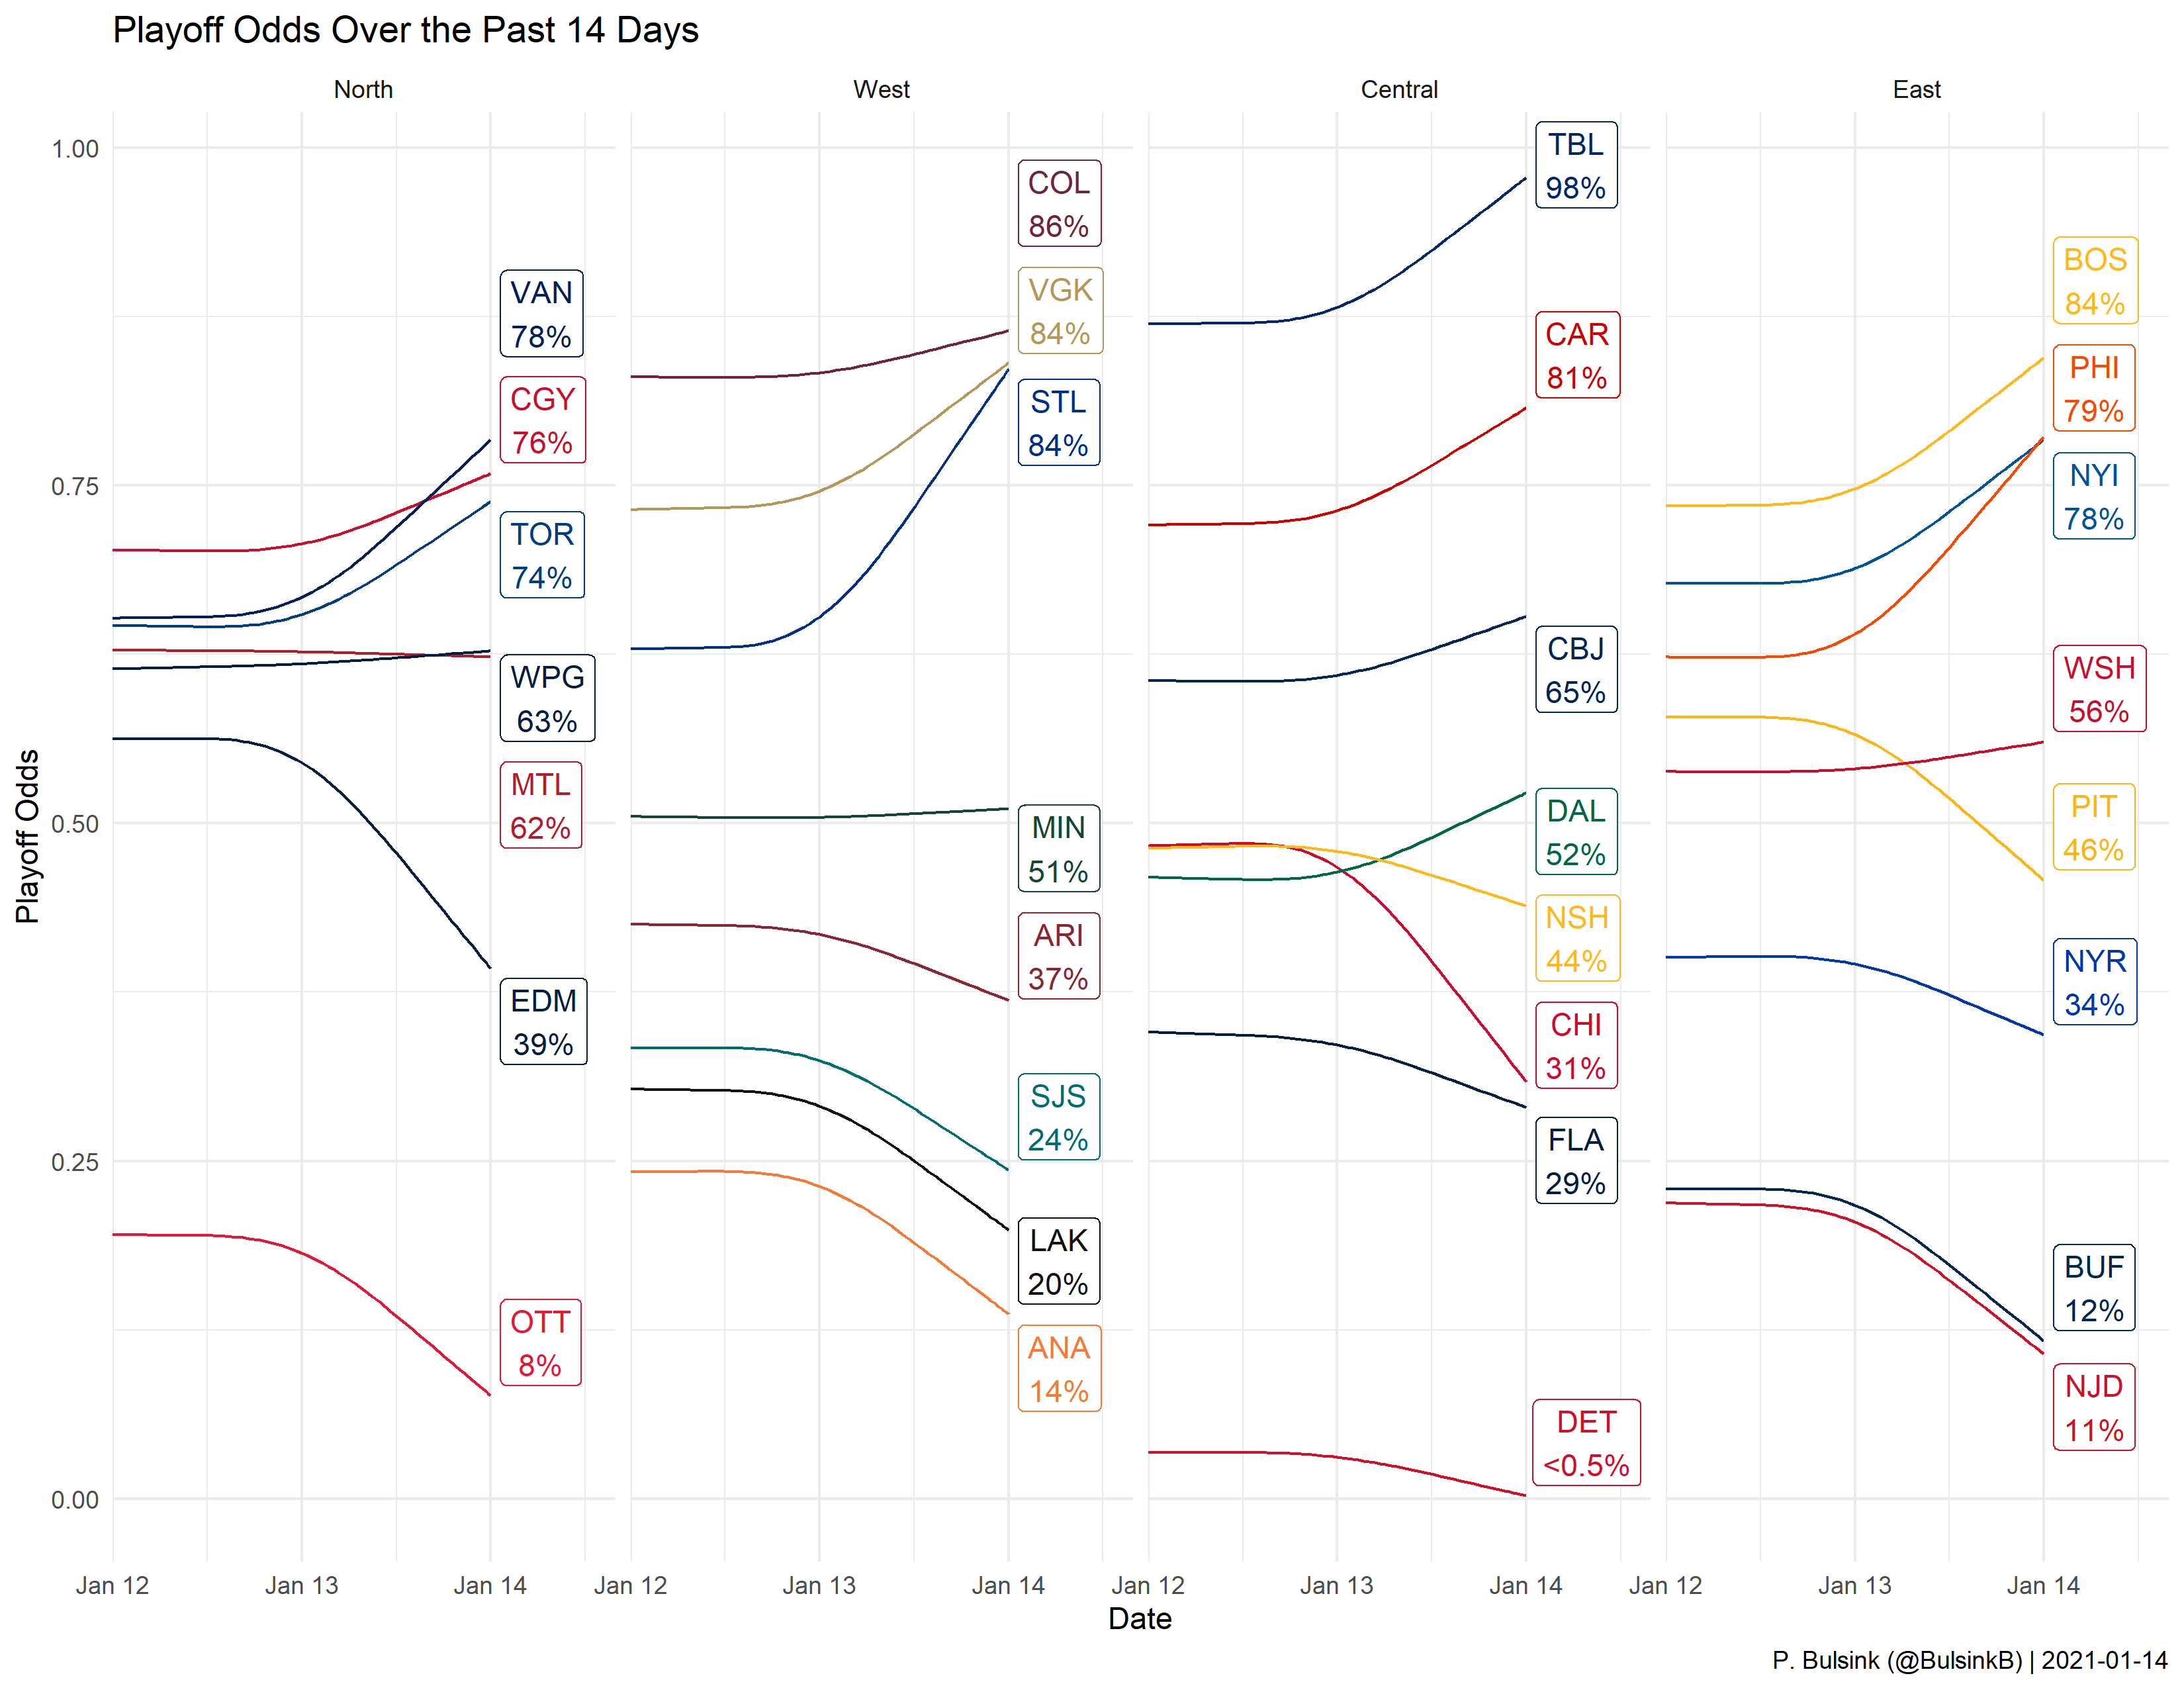 Playoff Odds Over the Past 14 Days
North
West
Central
East
Playoff Odds
1.00
0.75
0.50
0.25
0.00
VAN
78%
CGY
76%
TOR
74%
WPG
63%
MTL
62%
EDM
39%
OTT
8%
COL
86%
VGK
84%
STL
84%
MIN
51%
ARI
37%
SJS
24%
LAK
20%
ANA
14%
TBL
98%
CAR
81%
CBJ
65%
DAL
52%
NSH
44%
CHI
31%
FLA
29%
DET
<0.5%
BOS
84%
PHI
79%
NYI
78%
WSH
56%
PIT
46%
NYR
34%
BUF
12%
NJD
11%
Jan 12 Jan 13 Jan 14
Jan 12 Jan 13 Jan 14
Jan 12 Jan 13 Jan 14
Jan 12 Jan 13 Jan 14
Date
P. Bulsink (@BulsinkB) | 2021-01-14